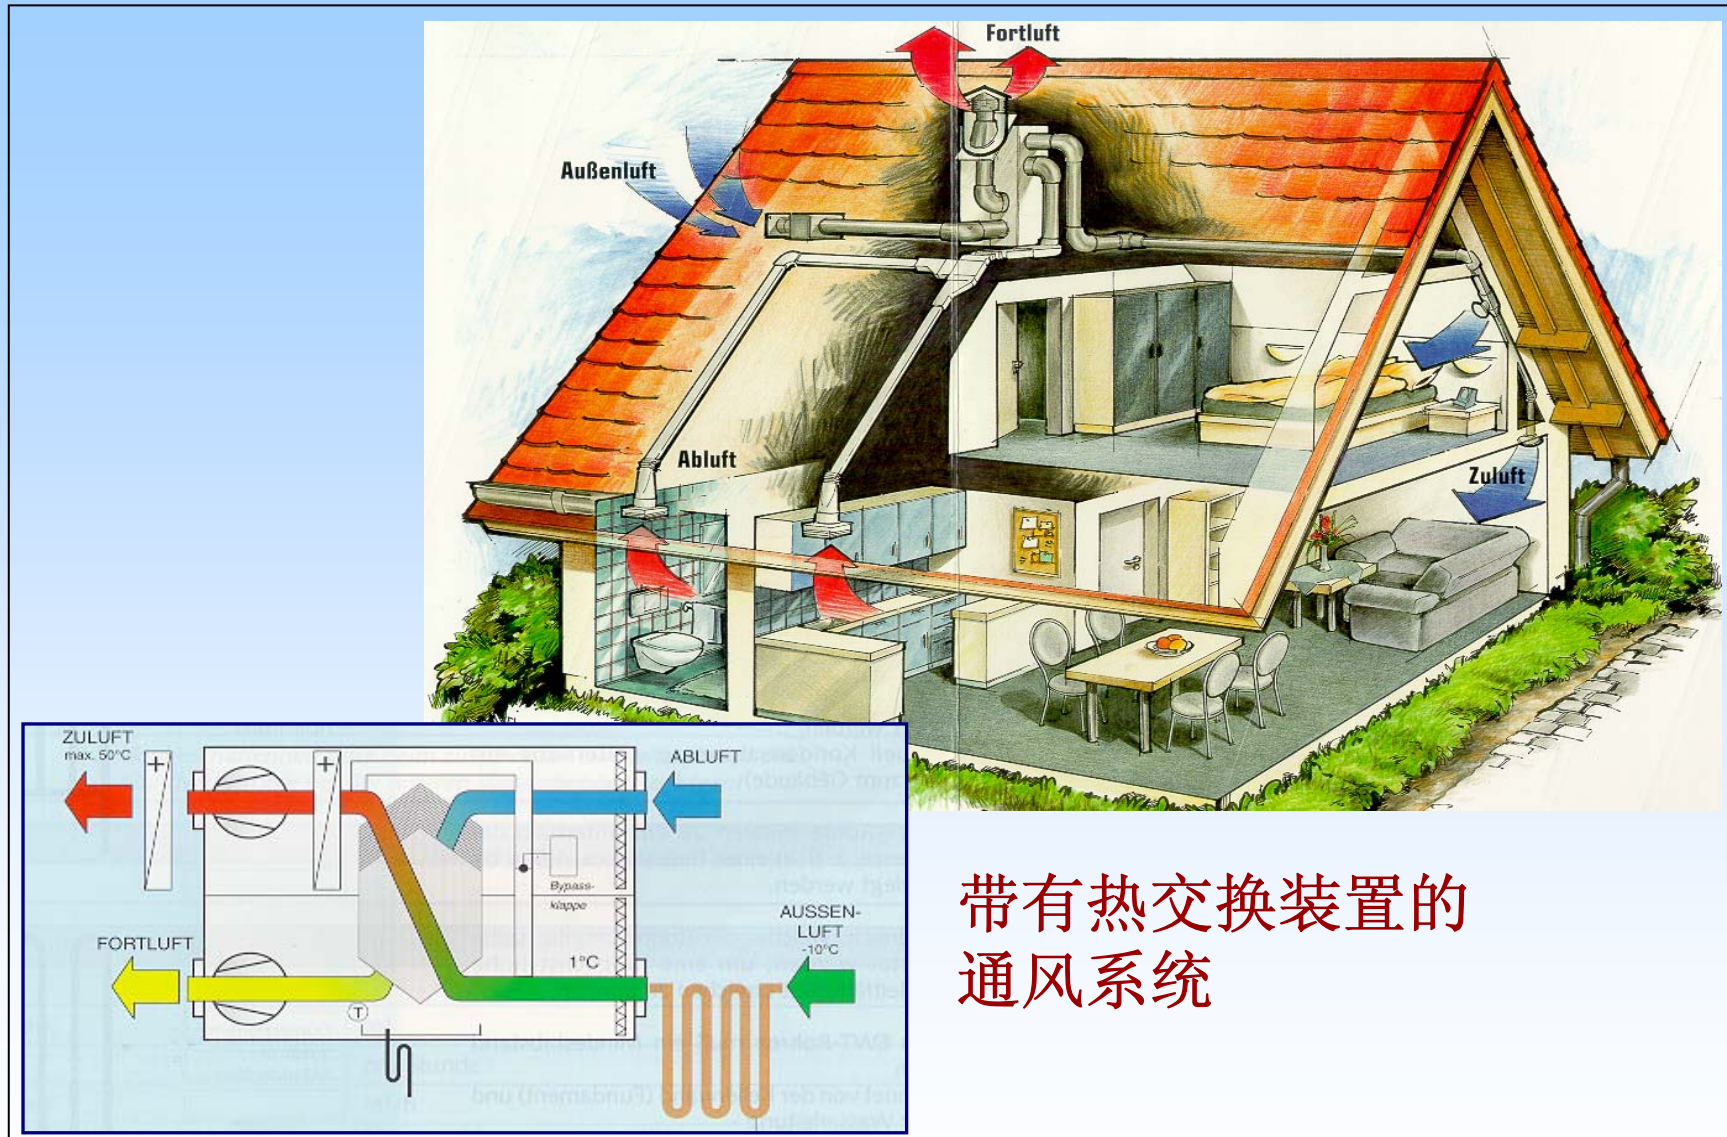 Fortluft
Außenluft
Abluft
Zuluft
ZULUFT
max. 50°C
ABLUFT
Bypass-
klappe
FORTLUFT
AUSSEN-
LUFT
-10°C
1°C
T
带有热交换装置的
通风系统